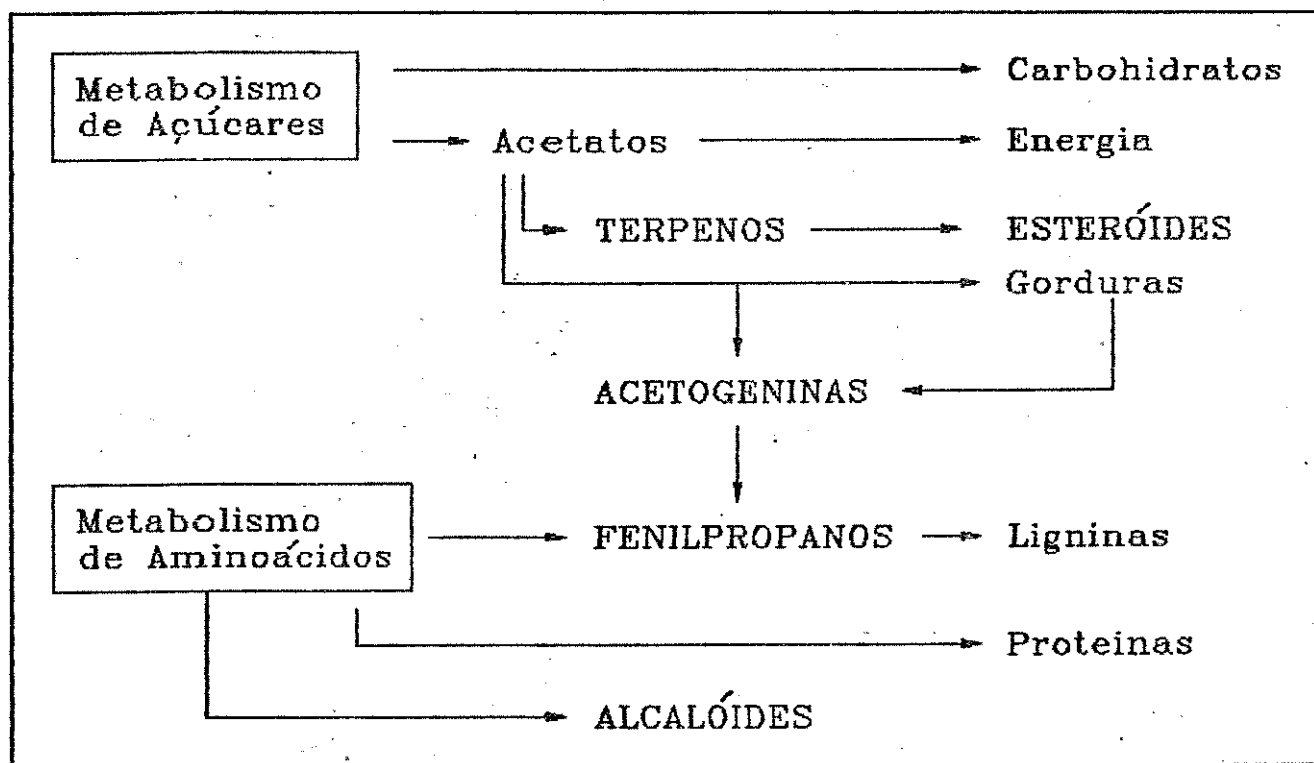 Metabolismo
de Açúcares
Carbohidratos
Acetatos
Energia
TERPENOS
ESTERÓIDES
Gorduras
ACETOGENINAS
Metabolismo
de Aminoácidos
FENILPROPANOS
Ligninas
Proteinas
ALCALÓIDES